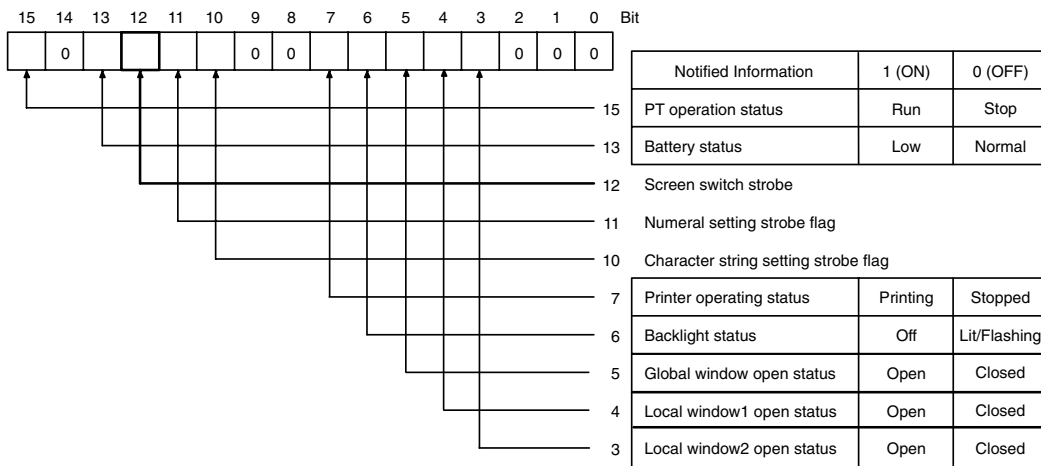 15 14 13 12 11 10 9 8 7 6 5 4 3 2 1 0 Bit
0 0 0 0 0 0
Notified Information 1 (ON) 0 (OFF)
15 PT operation status Run Stop
13 Battery status Low Normal
12 Screen switch strobe
11 Numeral setting strobe flag
10 Character string setting strobe flag
7 Printer operating status Printing Stopped
6 Backlight status Off Lit/Flashing
5 Global window open status Open Closed
4 Local window1 open status Open Closed
3 Local window2 open status Open Closed